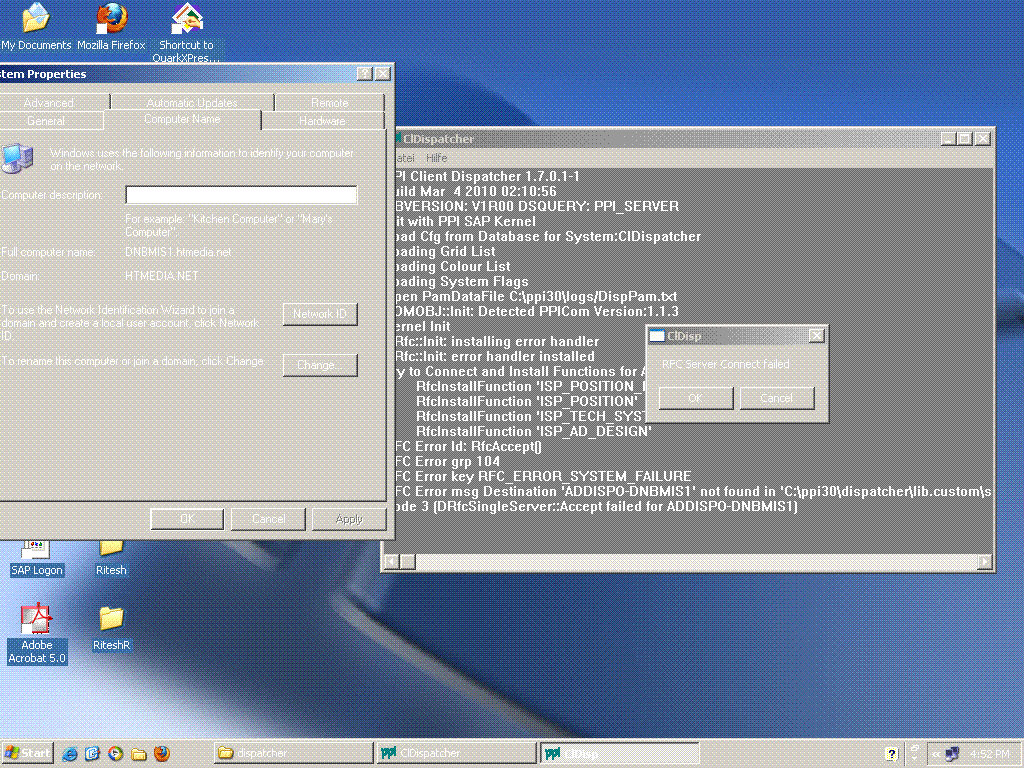 My Documents
Mozilla Firefox
Shortcut to
QuarkXPres...
stem Properties
Advanced
Automatic Updates
Remote
General
Computer Name
Hardware
Windows uses the following information to identify your computer
on the network.
Computer description:
For example: "Kitchen Computer" or "Mary's
Computer".
Full computer name:
DNBMIS1.htmedia.net
Domain:
HTMEDIA.NET
To use the Network Identification Wizard to join a
domain and create a local user account, click Network
ID.
Network ID
To rename this computer or join a domain, click Change.
Change...
OK
Cancel
Apply
ClDispatcher
atei Hilfe
PI Client Dispatcher 1.7.0.1-1
uild Mar 4 2010 02:10:56
BVERSION: V1R00 DSQUERY: PPI_SERVER
it with PPI SAP Kernel
oad Cfg from Database for System:ClDispatcher
oading Grid List
oading Colour List
oading System Flags
pen PamDataFile C:\ppi30\logs/DispPam.txt
OMOBJ::Init: Detected PPICom Version:1.1.3
ernel Init
Rfc::Init: installing error handler
Rfc::Init: error handler installed
y to Connect and Install Functions for A
RfcInstallFunction 'ISP_POSITION_
RfcInstallFunction 'ISP_POSITION'
RfcInstallFunction 'ISP_TECH_SYST
RfcInstallFunction 'ISP_AD_DESIGN'
FC Error Id: RfcAccept()
FC Error grp 104
FC Error key RFC_ERROR_SYSTEM_FAILURE
FC Error msg Destination 'ADDISPO-DNBMIS1' not found in 'C:\ppi30\dispatcher\lib.custom\s
ode 3 (DRfcSingleServer::Accept failed for ADDISPO-DNBMIS1)
ClDisp
RFC Server Connect failed
OK
Cancel
SAP Logon
Ritesh
Adobe
Acrobat 5.0
RiteshR
Start
dispatcher
ppi ClDispatcher
ppi ClDisp
4:52 PM